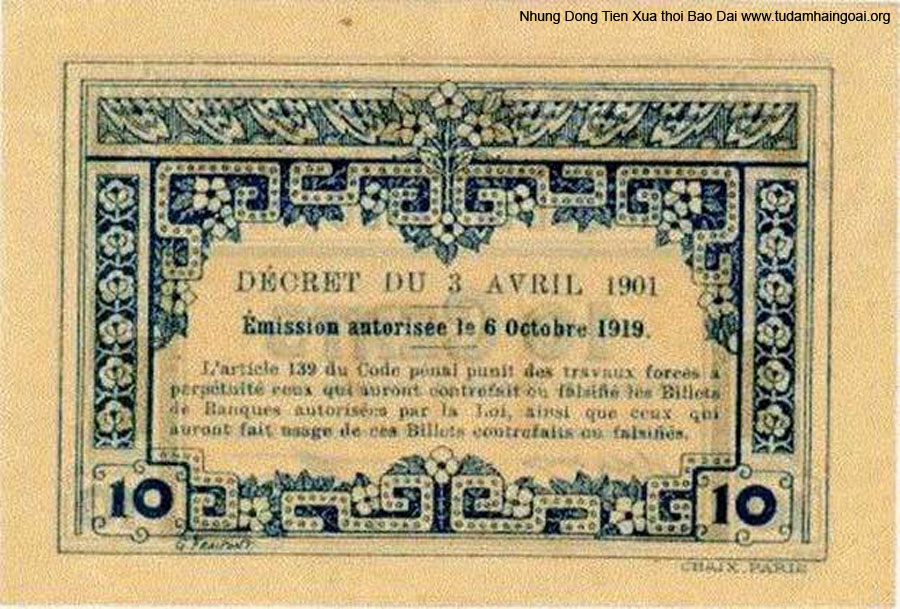 Nhung Dong Tien Xua thoi Bao Dai www.tudamhaingoai.org
DÉCRET DU 3 AVRIL 1901
Émission autorisée le 6 Octobre 1919.
L'article 139 du Code pénal punit des travaux forcés à
perpétuité ceux qui auront contrefait ou falsifié les Billets
de Banques autorisées par la Loi, ainsi que ceux qui
auront fait usage de ces Billets contrefaits ou falsifiés.
10 10
CHAIX. PARIS